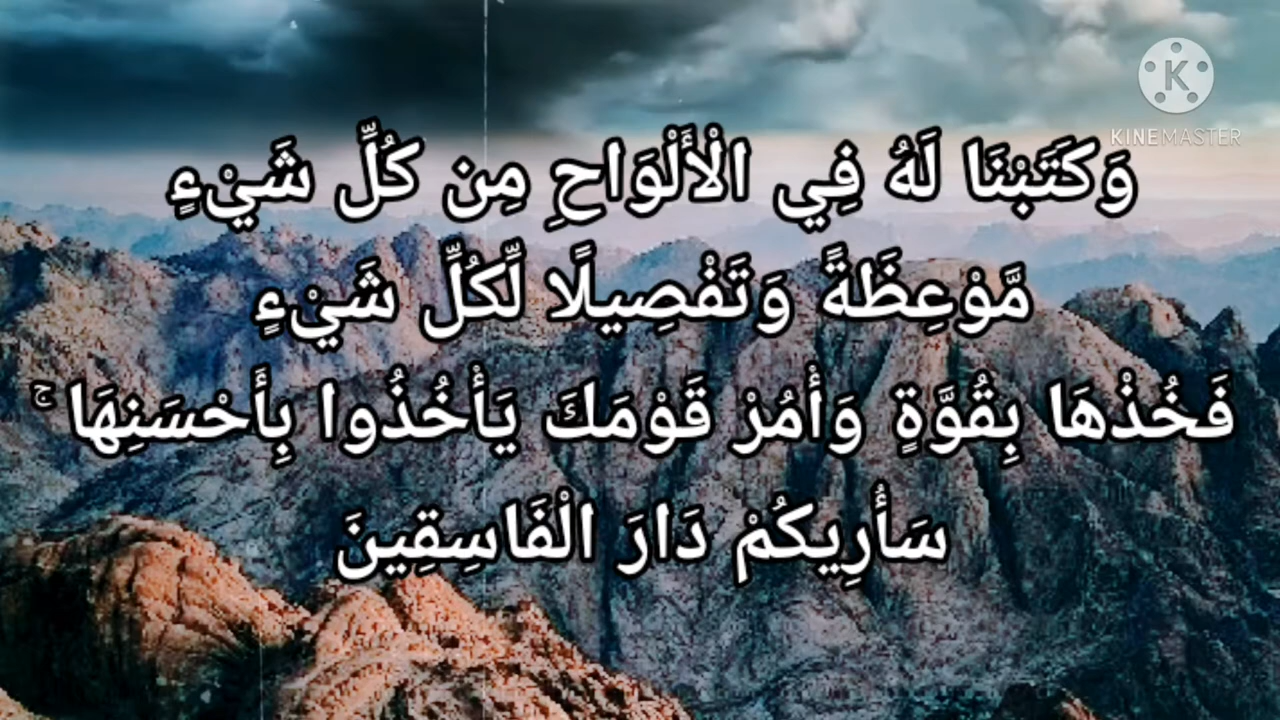 KINEMASTER
وَكَتَبْنَا لَهُ فِي الْأَلْوَاحِ مِن كُلِّ شَيْءٍ
مَّوْعِظَةً وَتَفْصِيلًا لِّكُلِّ شَيْءٍ
فَخُذْهَا بِقُوَّةٍ وَأْمُرْ قَوْمَكَ يَأْخُذُوا بِأَحْسَنِهَا ۚ
سَأُرِيكُمْ دَارَ الْفَاسِقِينَ